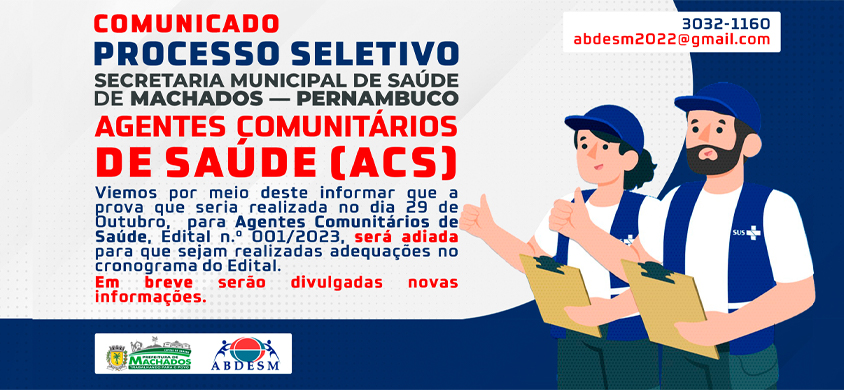 COMUNICADO
PROCESSO SELETIVO
SECRETARIA MUNICIPAL DE SAÚDE
DE MACHADOS — PERNAMBUCO
AGENTES COMUNITÁRIOS
DE SAÚDE (ACS)
Viemos por meio deste informar que a
prova que seria realizada no dia 29 de
Outubro, para Agentes Comunitários de
Saúde, Edital n.º 001/2023, será adiada
para que sejam realizadas adequações no
cronograma do Edital.
Em breve serão divulgadas novas
informações.
3032-1160
abdesm2022@gmail.com
SUS
PREFEITURA DE
MACHADOS
TRABALHANDO PARA O POVO
ABDESM